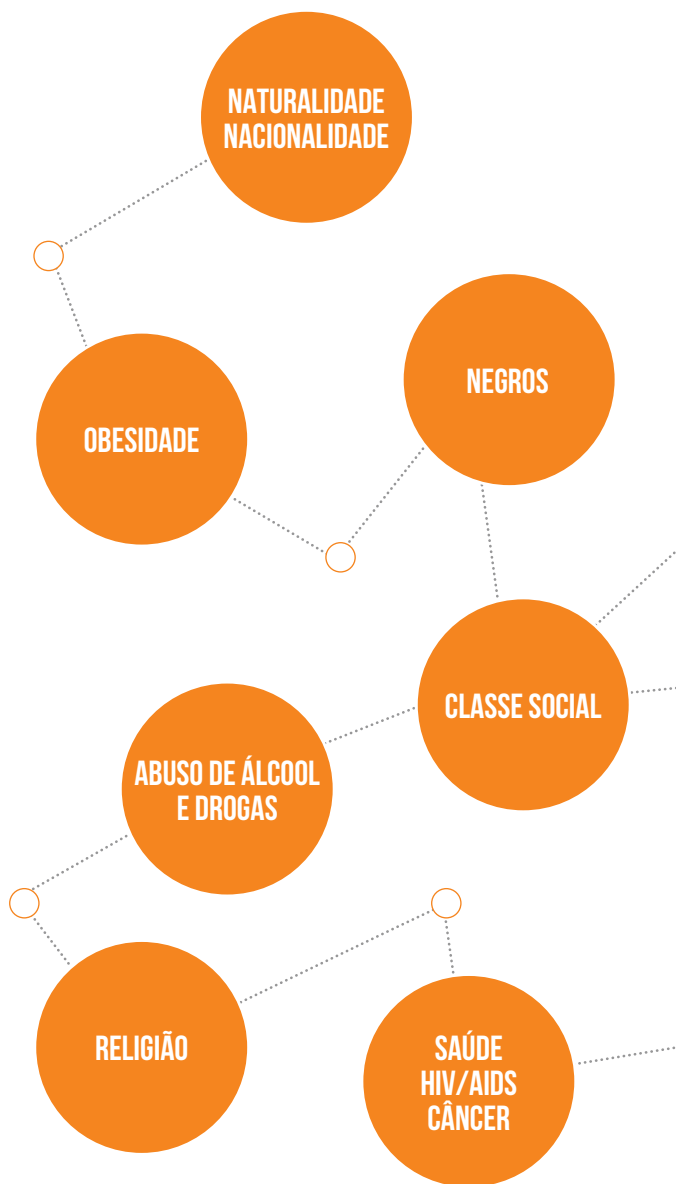 NATURALIDADE
NACIONALIDADE
NEGROS
OBESIDADE
CLASSE SOCIAL
ABUSO DE ÁLCOOL
E DROGAS
RELIGIÃO
SAÚDE
HIV/AIDS
CÂNCER